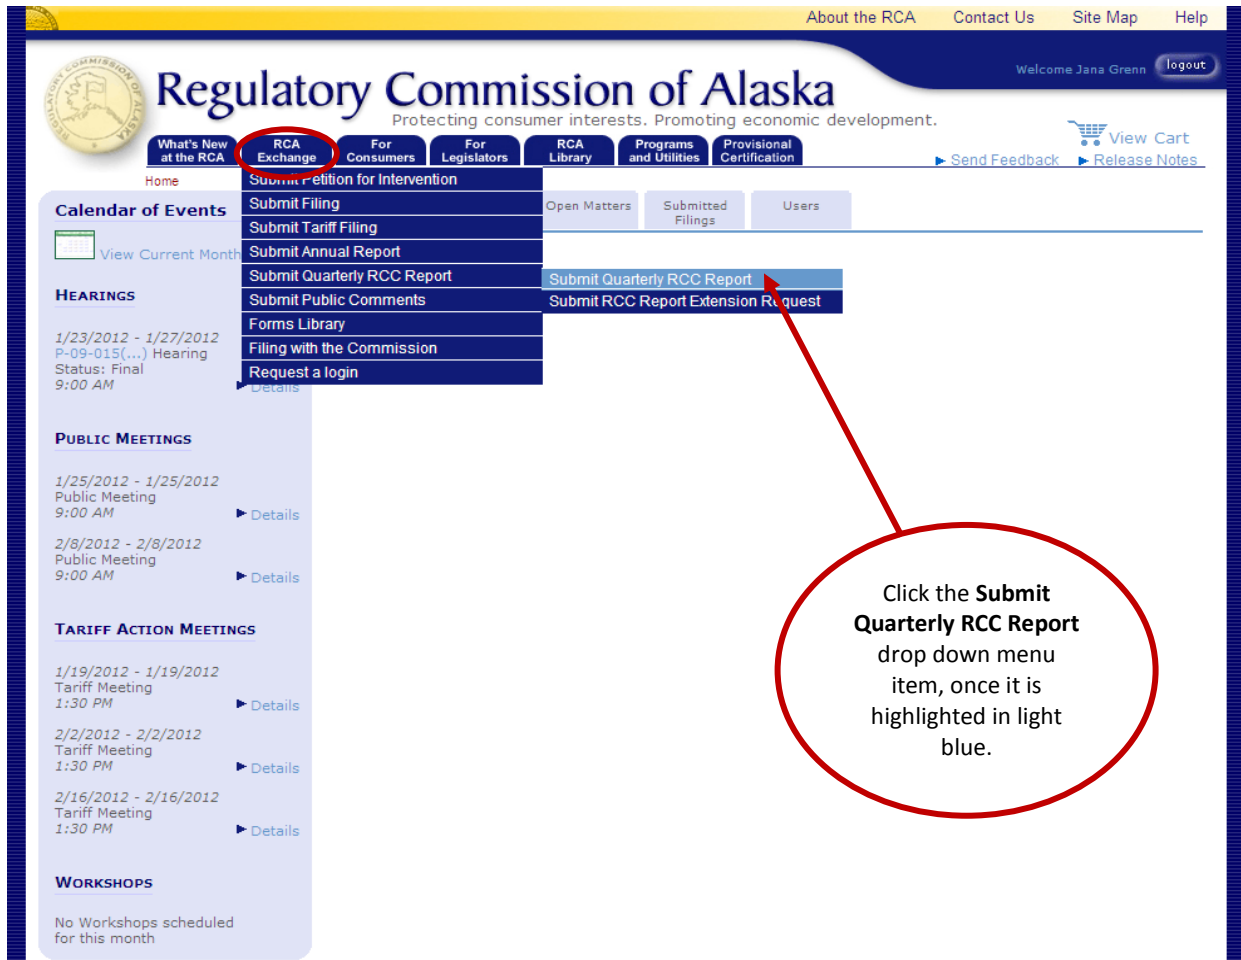 About the RCA Contact Us Site Map Help
Welcome Jana Grenn logout
Regulatory Commission of Alaska
Protecting consumer interests. Promoting economic development.
View Cart
What's New at the RCA
RCA Exchange
For Consumers
For Legislators
RCA Library
Programs and Utilities
Provisional Certification
Send Feedback Release Notes
Home
Submit Petition for Intervention
Submit Filing
Submit Tariff Filing
Submit Annual Report
Submit Quarterly RCC Report
Submit Public Comments
Forms Library
Filing with the Commission
Request a login
Submit Quarterly RCC Report
Submit RCC Report Extension Request
Open Matters
Submitted
Filings
Users
Calendar of Events
View Current Month
HEARINGS
1/23/2012 - 1/27/2012
P-09-015(...) Hearing
Status: Final
9:00 AM Details
PUBLIC MEETINGS
1/25/2012 - 1/25/2012
Public Meeting
9:00 AM Details
2/8/2012 - 2/8/2012
Public Meeting
9:00 AM Details
TARIFF ACTION MEETINGS
1/19/2012 - 1/19/2012
Tariff Meeting
1:30 PM Details
2/2/2012 - 2/2/2012
Tariff Meeting
1:30 PM Details
2/16/2012 - 2/16/2012
Tariff Meeting
1:30 PM Details
WORKSHOPS
No Workshops scheduled
for this month
Click the Submit
Quarterly RCC Report
drop down menu
item, once it is
highlighted in light
blue.